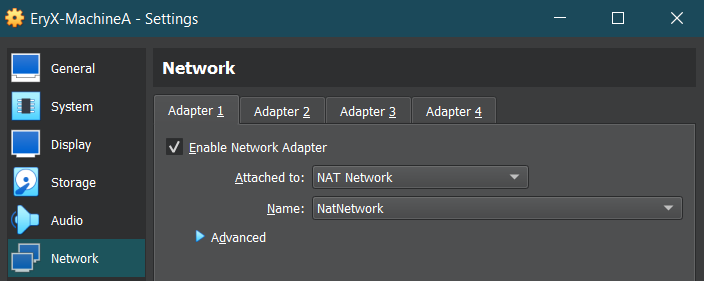 EryX-MachineA - Settings
General
System
Display
Storage
Audio
Network
Network
Adapter 1 Adapter 2 Adapter 3 Adapter 4
Enable Network Adapter
Attached to: NAT Network
Name: NatNetwork
Advanced